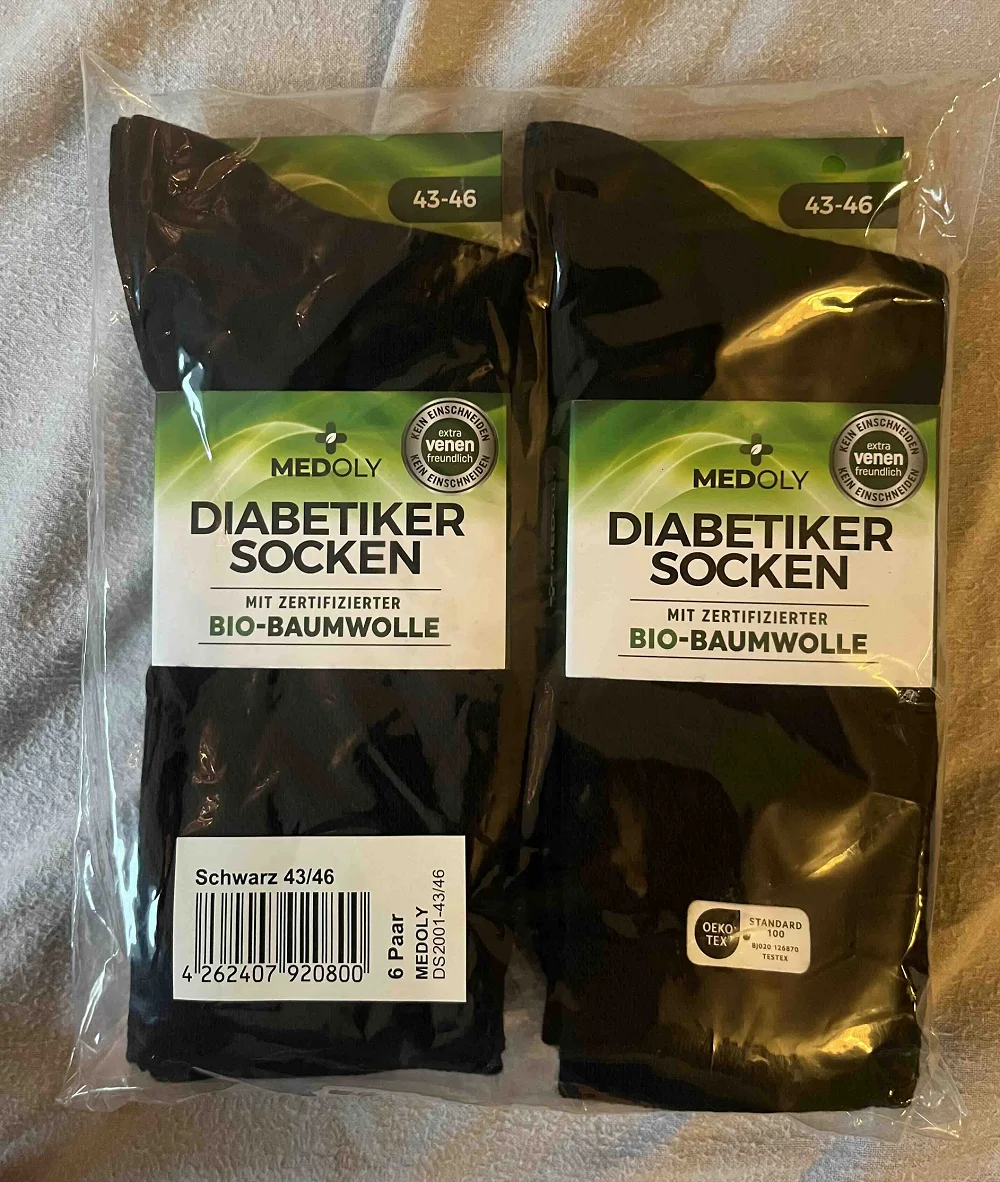 43-46
KEIN EINSCHNEIDEN
extra
venen
freundlich
KEIN EINSCHNEIDEN
MEDOLY
DIABETIKER
SOCKEN
MIT ZERTIFIZIERTER
BIO-BAUMWOLLE
Schwarz 43/46
4 262407 920800
6 Paar
MEDOLY
DS2001-43/46
43-46
KEIN EINSCHNEIDEN
extra
venen
freundlich
KEIN EINSCHNEIDEN
MEDOLY
DIABETIKER
SOCKEN
MIT ZERTIFIZIERTER
BIO-BAUMWOLLE
OEKO
TEX
STANDARD
100
BJ020 126870
TESTEX